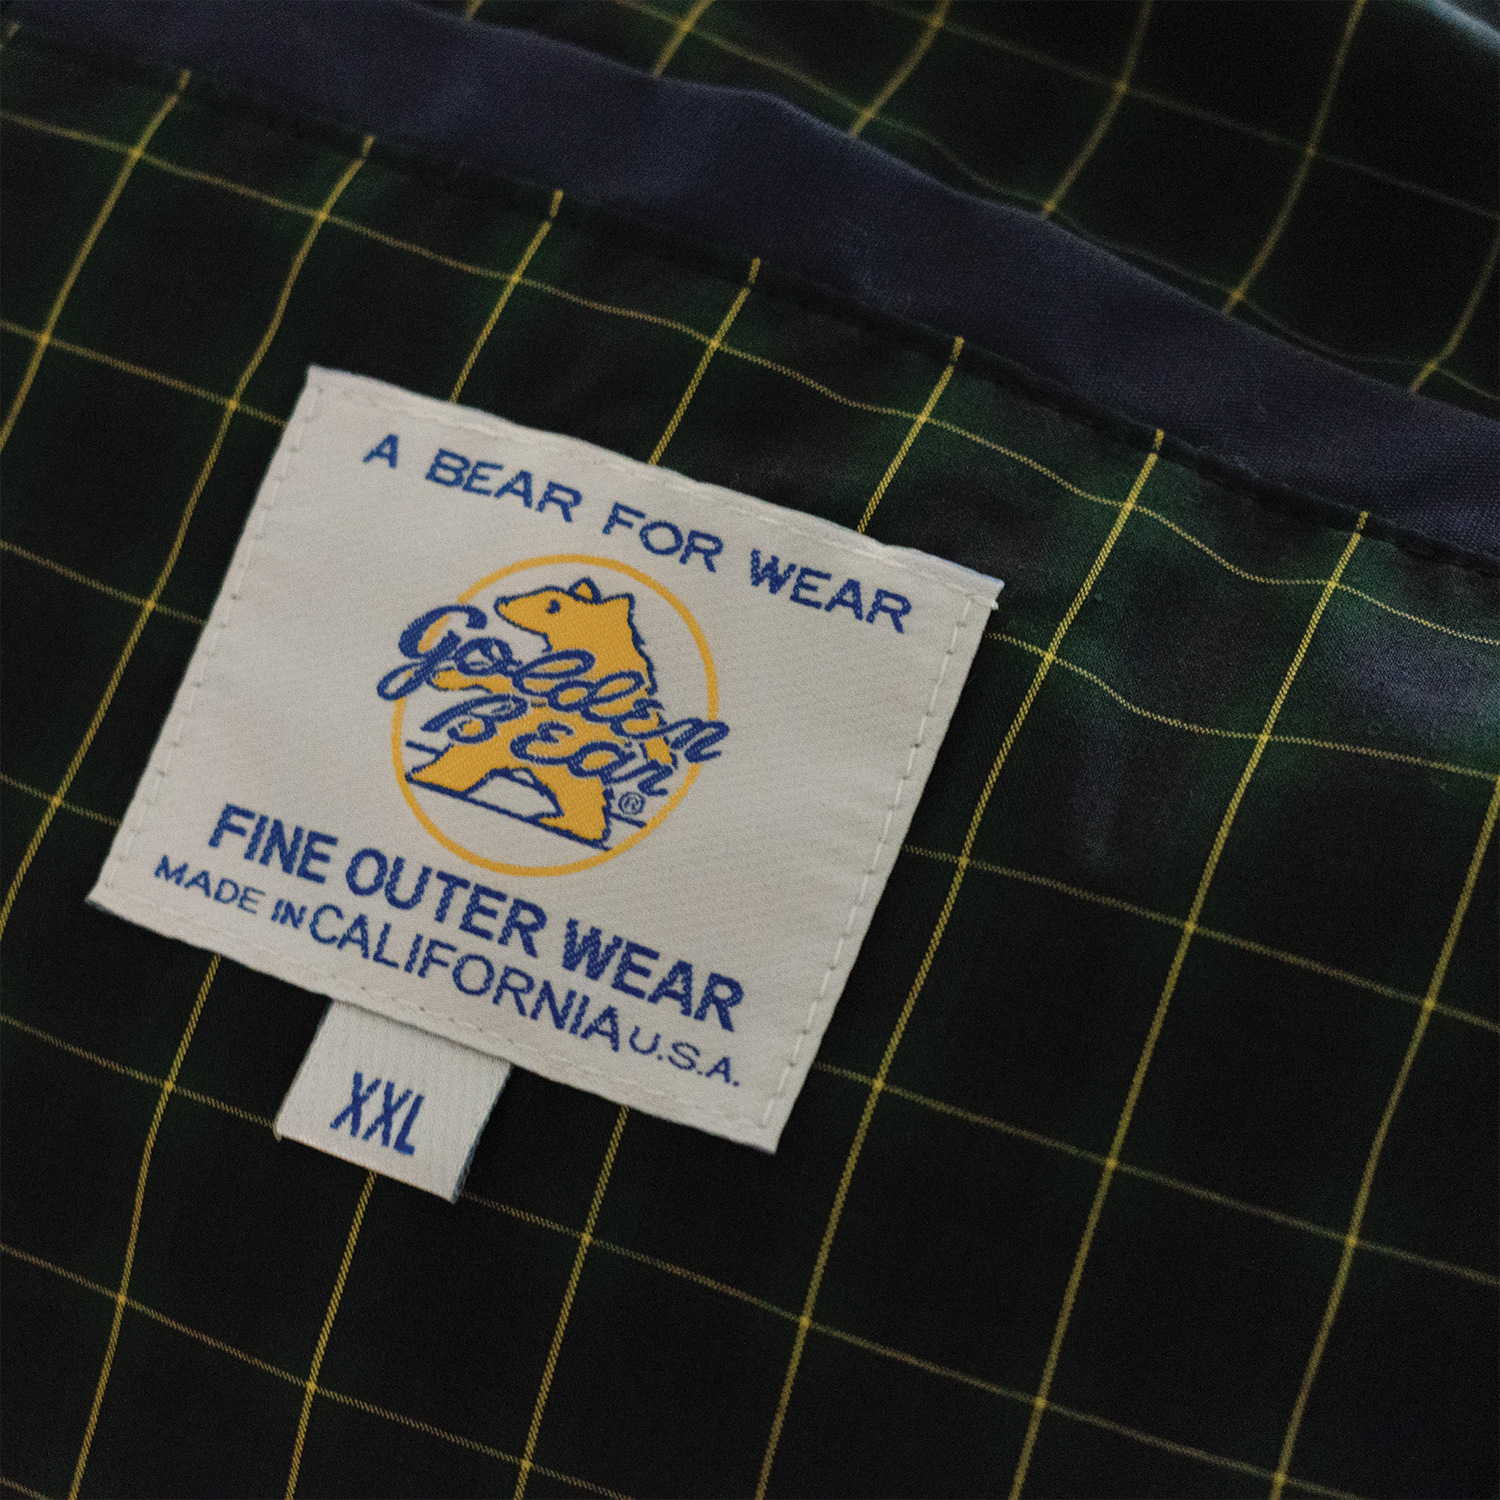 A BEAR FOR WEAR
Golden
Bear®
FINE OUTER WEAR
MADE IN CALIFORNIA U.S.A.
XXL